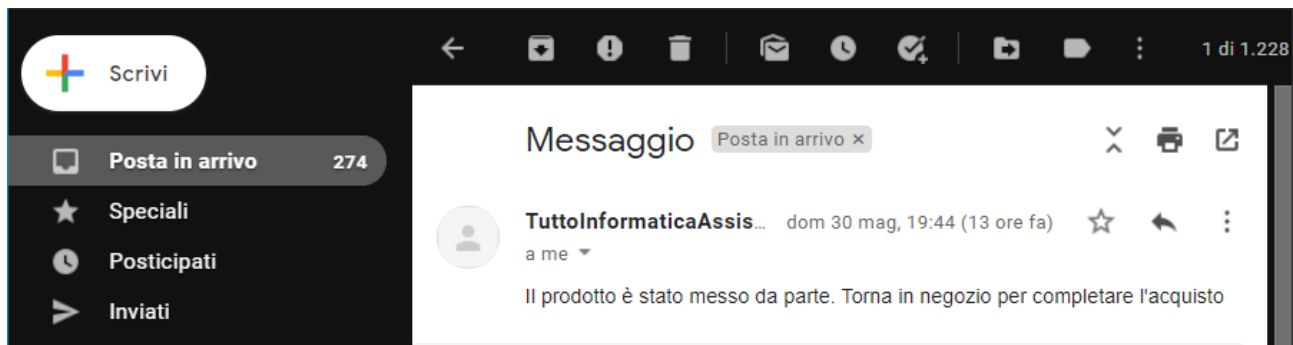 Scrivi
1 di 1.228
Posta in arrivo 274
Speciali
Posticipati
Inviati
Messaggio Posta in arrivo ×
TuttoInformaticaAssis... dom 30 mag, 19:44 (13 ore fa)
a me
Il prodotto è stato messo da parte. Torna in negozio per completare l'acquisto